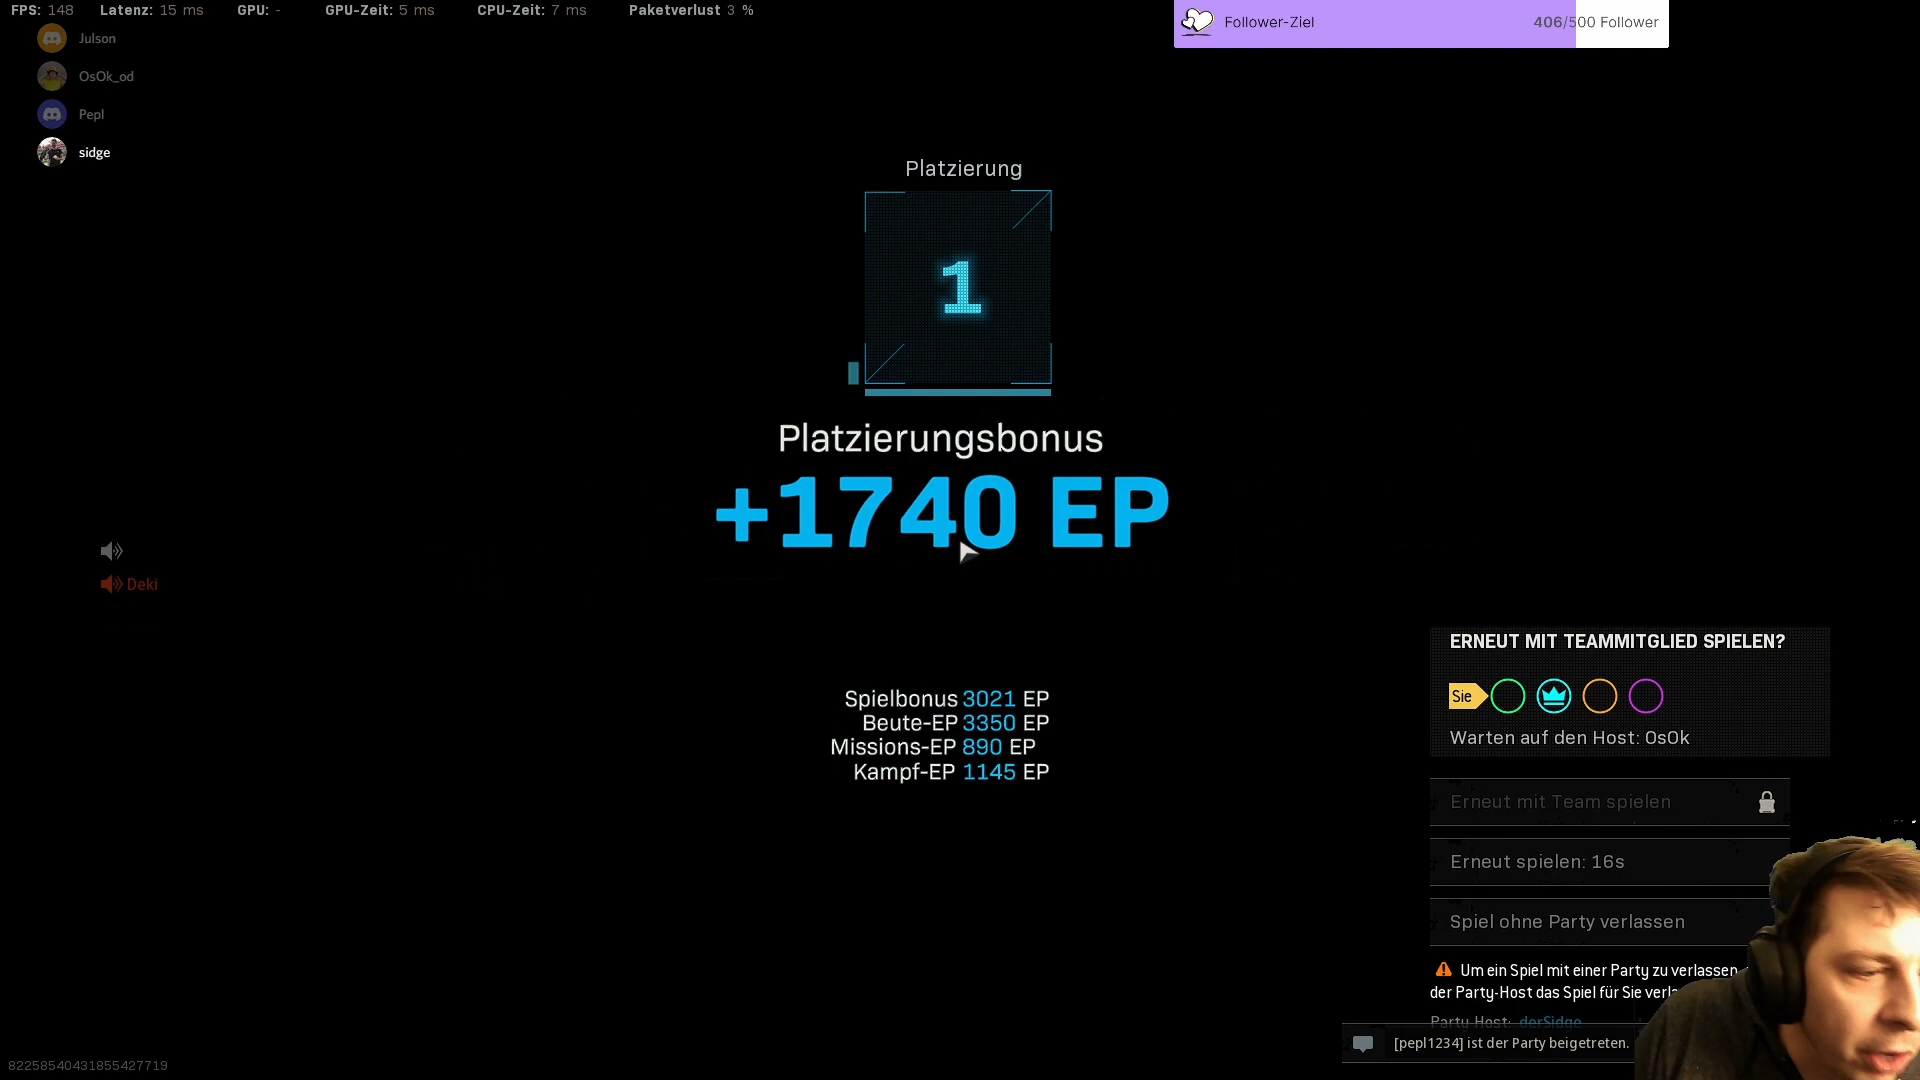 FPS: 148 Latenz: 15 ms GPU: - GPU-Zeit: 5 ms CPU-Zeit: 7 ms Paketverlust 3 %
Follower-Ziel 406/500 Follower
Julson
OsOk_od
Pepl
sidge
Platzierung
1
Platzierungsbonus
+1740 EP
Deki
Spielbonus 3021 EP
Beute-EP 3350 EP
Missions-EP 890 EP
Kampf-EP 1145 EP
ERNEUT MIT TEAMMITGLIED SPIELEN?
Sie
Warten auf den Host: OsOk
Erneut mit Team spielen
Erneut spielen: 16s
Spiel ohne Party verlassen
Um ein Spiel mit einer Party zu verlassen,
der Party-Host das Spiel für Sie
Party Host: derSidge
[pepl1234] ist der Party beigetreten.
82258540431855427719